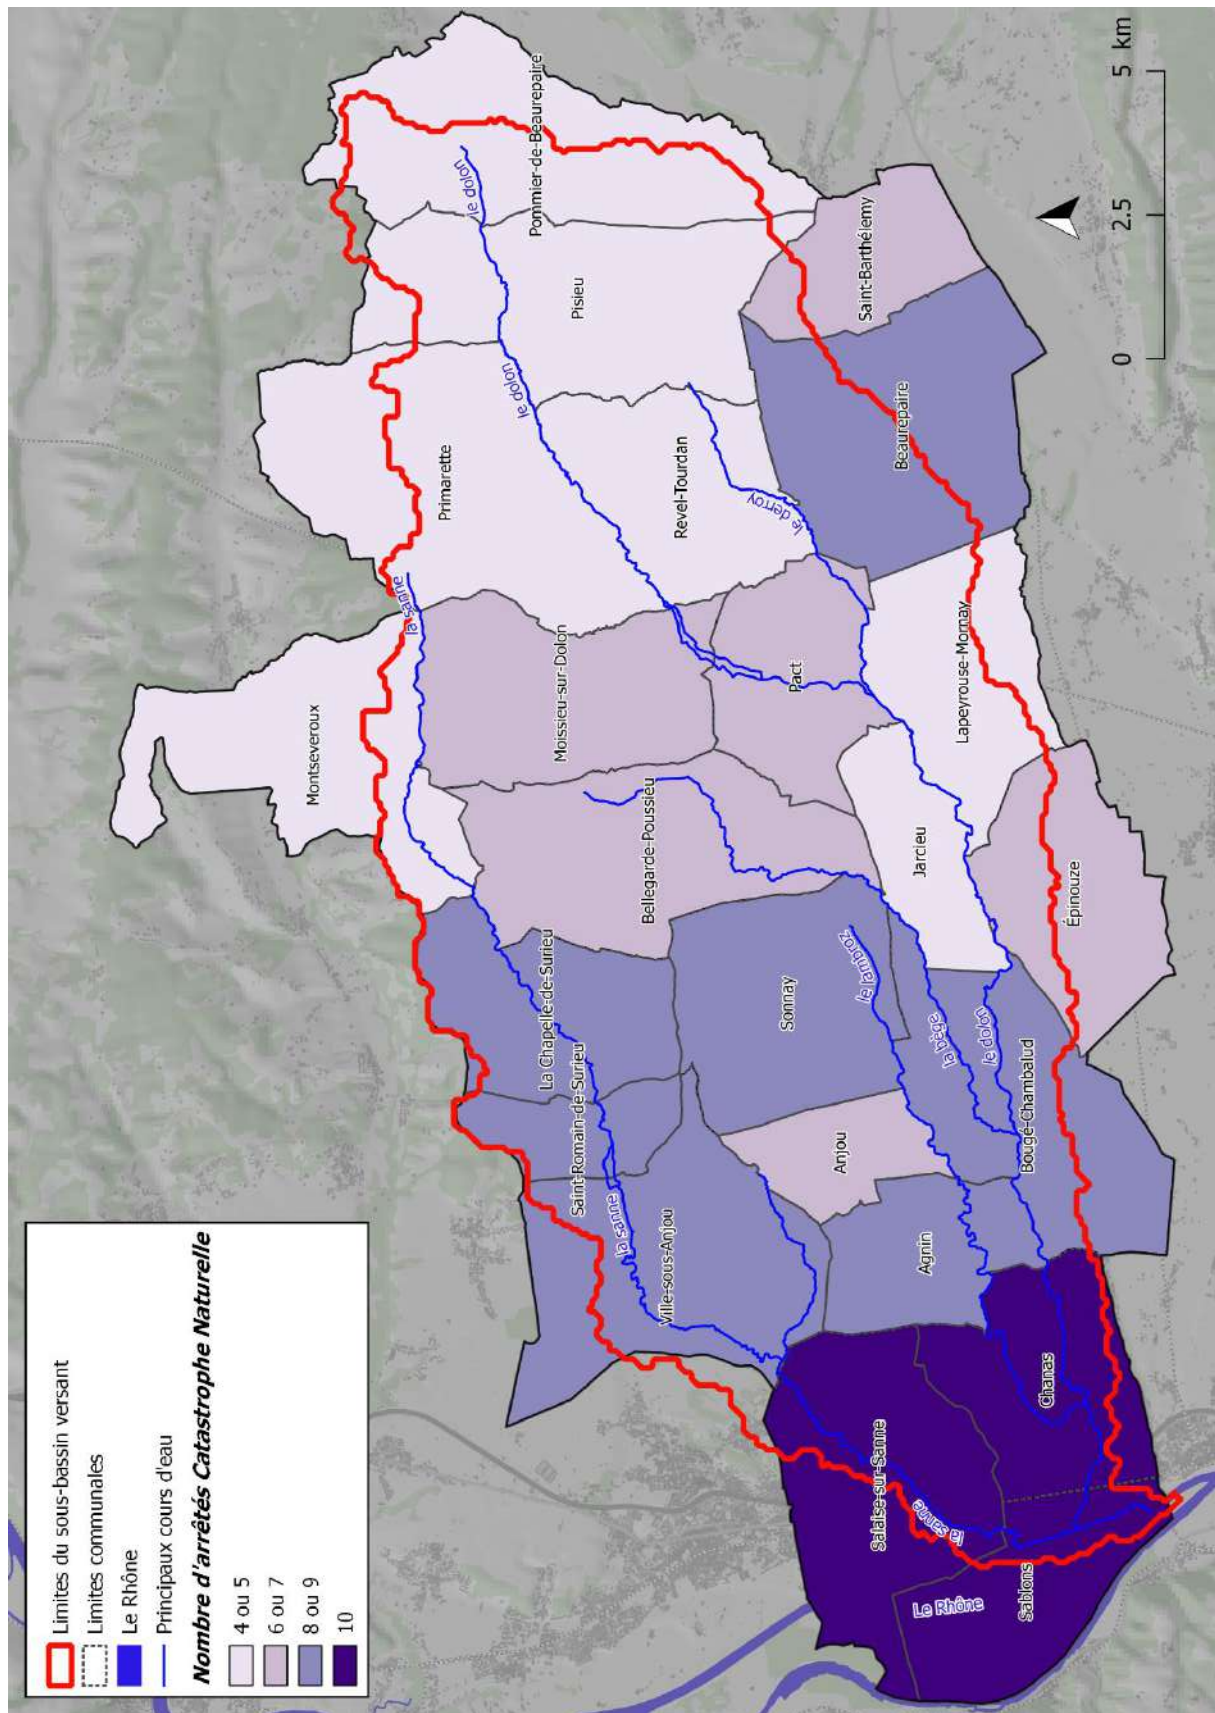 Limites du sous-bassin versant
Limites communales
Le Rhône
Principaux cours d'eau
Nombre d'arrêtés Catastrophe Naturelle
4 ou 5
6 ou 7
8 ou 9
10
Montseveroux
la sanne
Primarette
le dolon
Pommier-de-Beaurepaire
Pisieu
le dolon
La Chapelle-de-Surieu
Saint-Romain-de-Surieu
la sanne
Ville-sous-Anjou
Bellegarde-Poussieu
Moissieu-sur-Dolon
Revel-Tourdan
le derroy
Sonnay
Pact
Anjou
le lambroz
Saint-Barthélemy
Beaurepaire
Salaise-sur-Sanne
la sanne
Agnin
la bège
Jarcieu
Lapeyrouse-Mornay
le dolon
Le Rhône
Sablons
Chanas
Bougé-Chambalud
Épinouze
0 2.5 5 km